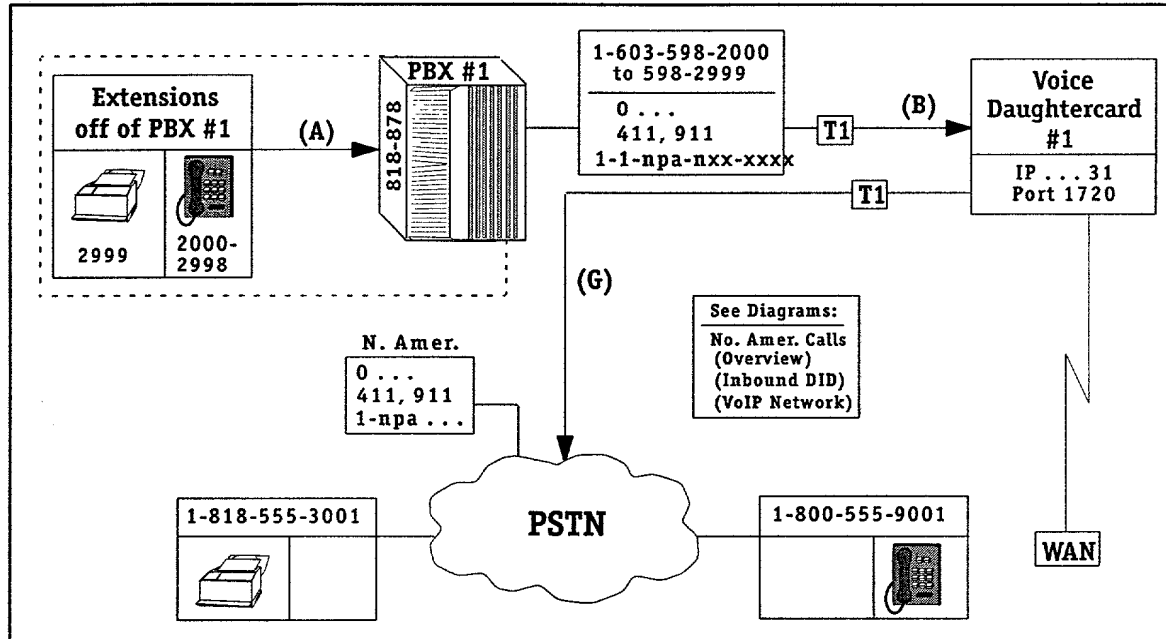 Extensions
off of PBX #1
2999
2000-
2998
(A)
PBX #1
818-878
1-603-598-2000
to 598-2999
0 ...
411, 911
1-1-npa-nxx-xxxx
T1
(B)
Voice
Daughtercard
#1
IP ... 31
Port 1720
T1
(G)
See Diagrams:
No. Amer. Calls
(Overview)
(Inbound DID)
(VoIP Network)
N. Amer.
0 ...
411, 911
1-npa ...
PSTN
1-818-555-3001
1-800-555-9001
WAN